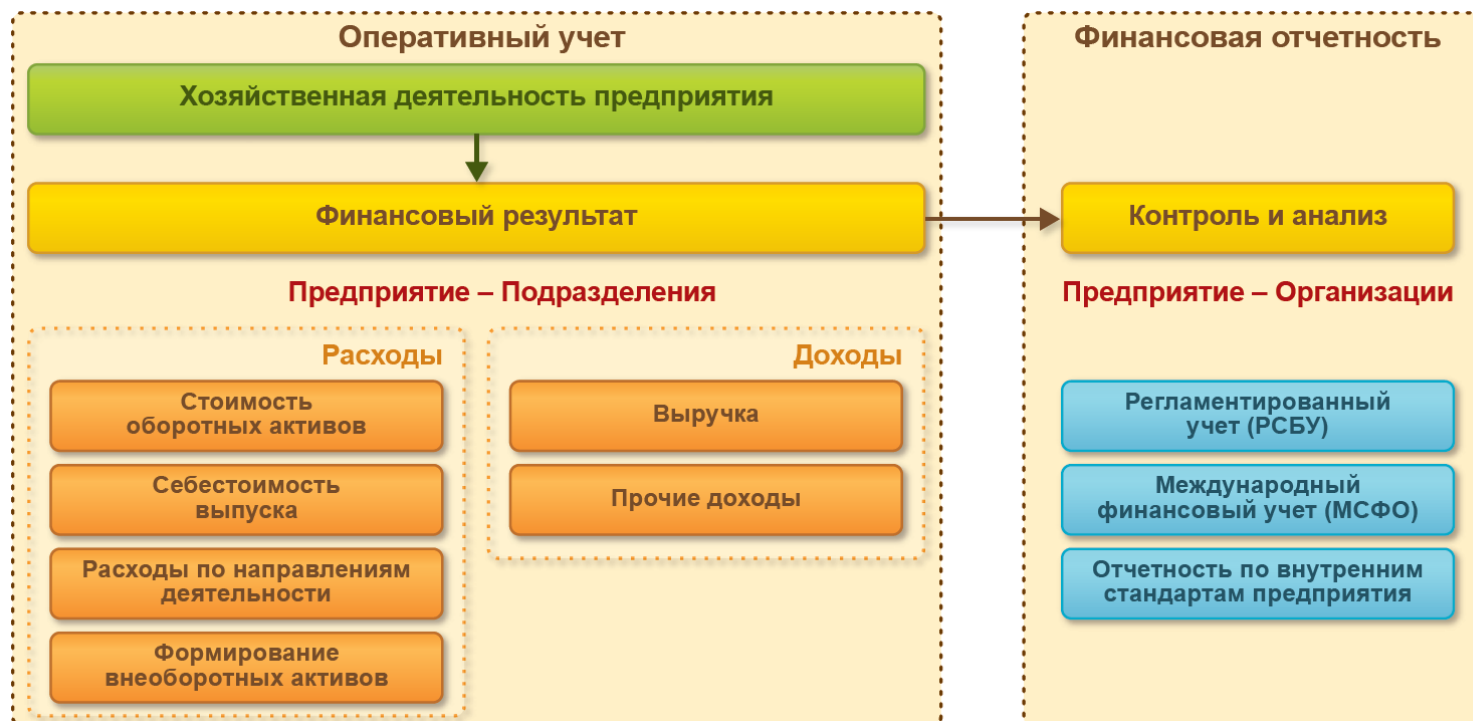 Оперативный учет
Хозяйственная деятельность предприятия
Финансовый результат
Предприятие – Подразделения
Расходы
Стоимость
оборотных активов
Себестоимость
выпуска
Расходы по направлениям
деятельности
Формирование
внеоборотных активов
Доходы
Выручка
Прочие доходы
Финансовая отчетность
Контроль и анализ
Предприятие – Организации
Регламентированный
учет (РСБУ)
Международный
финансовый учет (МСФО)
Отчетность по внутренним
стандартам предприятия